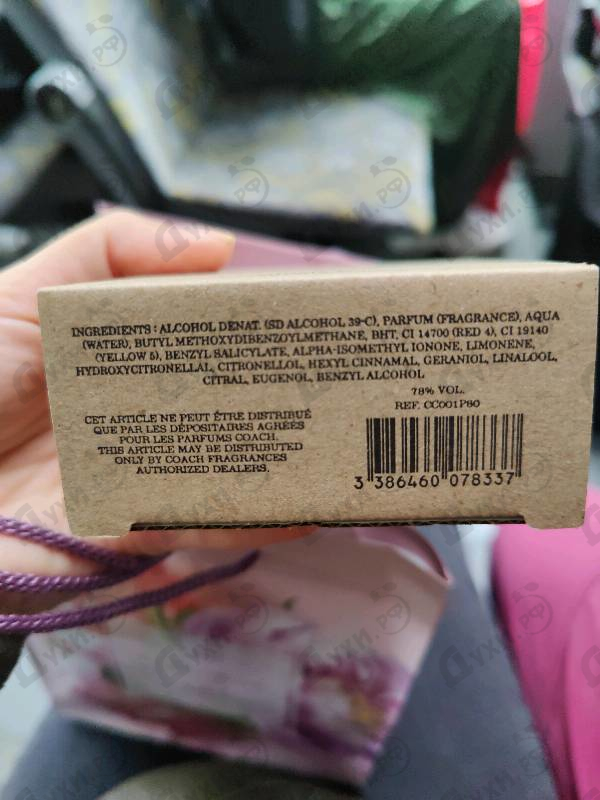 INGREDIENTS : ALCOHOL DENAT. (SD ALCOHOL 39-C), PARFUM (FRAGRANCE), AQUA
(WATER), BUTYL METHOXYDIBENZOYLMETHANE, BHT, CI 14700 (RED 4), CI 19140
(YELLOW 5), BENZYL SALICYLATE, ALPHA-ISOMETHYL IONONE, LIMONENE,
HYDROXYCITRONELLAL, CITRONELLOL, HEXYL CINNAMAL, GERANIOL, LINALOOL,
CITRAL, EUGENOL, BENZYL ALCOHOL
78% VOL.
REF. CC001P80
CET ARTICLE NE PEUT ÊTRE DISTRIBUÉ
QUE PAR LES DÉPOSITAIRES AGRÉÉS
POUR LES PARFUMS COACH.
THIS ARTICLE MAY BE DISTRIBUTED
ONLY BY COACH FRAGRANCES
AUTHORIZED DEALERS.
3 386460 078337
ДУХИ.РФ